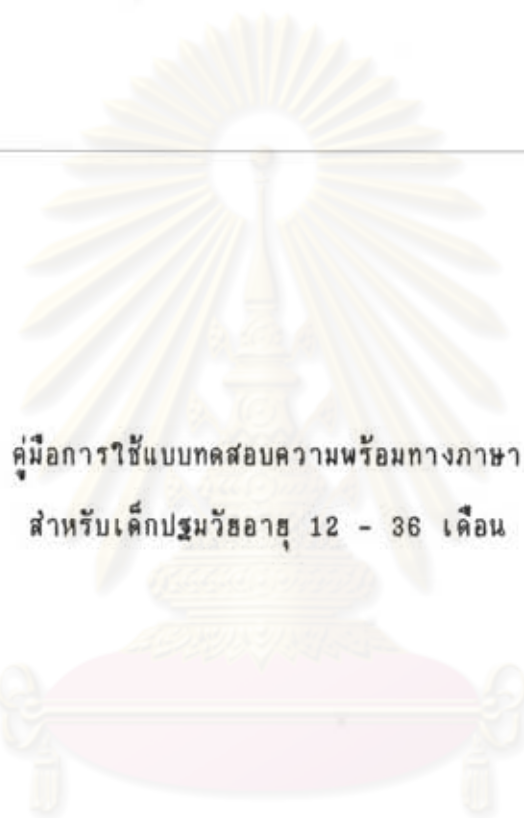 คู่มือการใช้แบบทดสอบความพร้อมทางภาษา
สำหรับเด็กปฐมวัยอายุ 12 - 36 เดือน